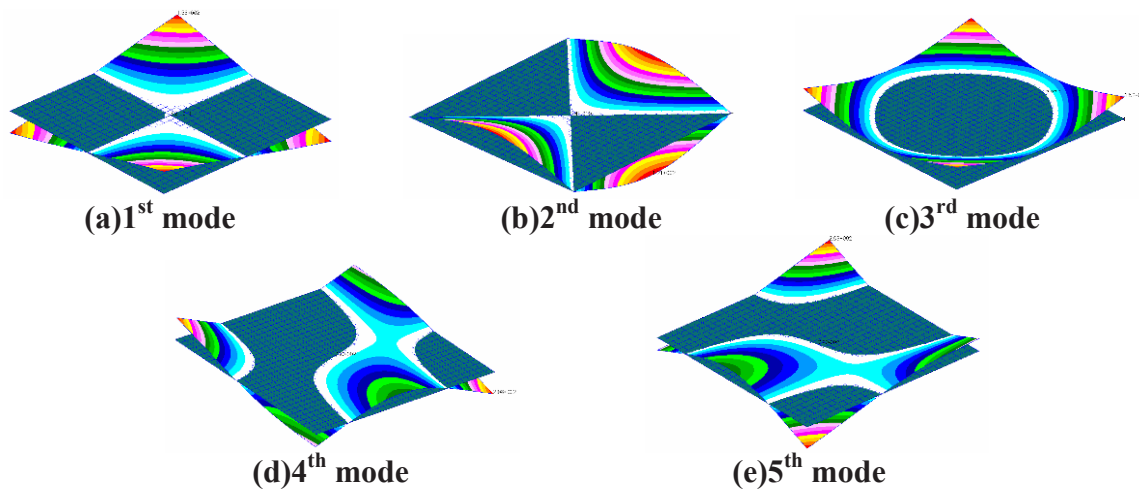 (a)1st mode
(b)2nd mode
(c)3rd mode
(d)4th mode
(e)5th mode